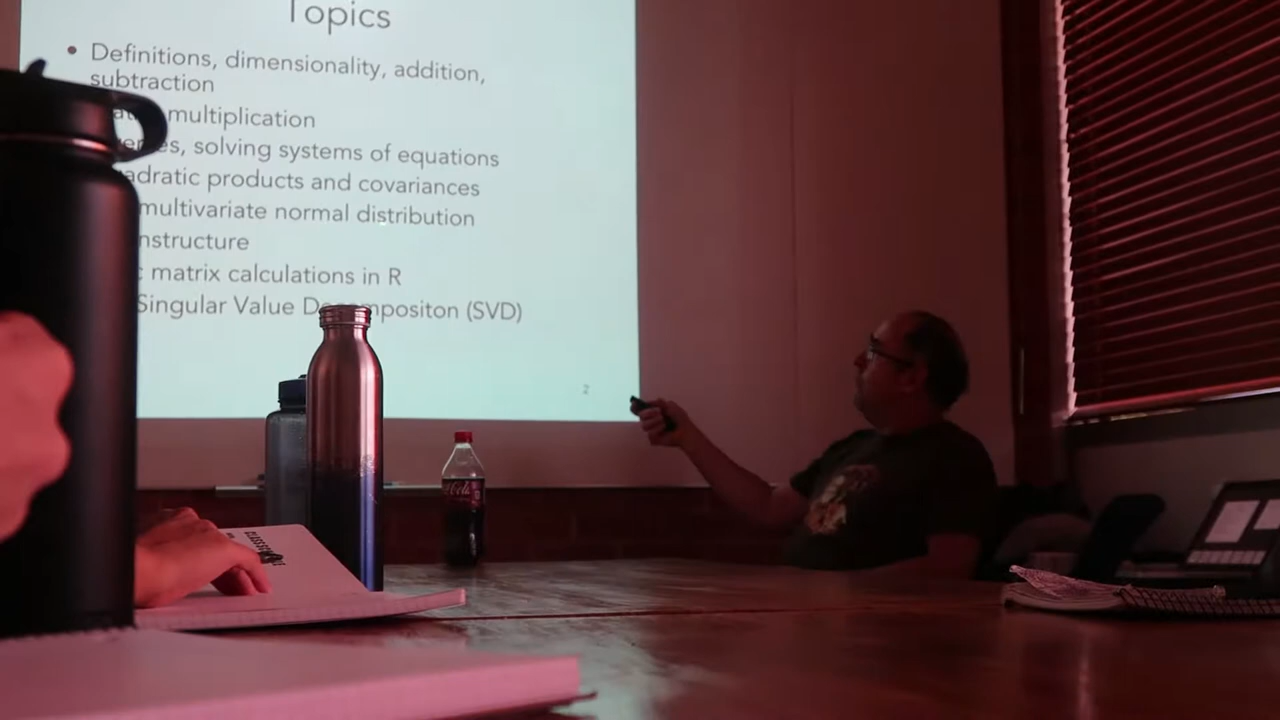 Topics
• Definitions, dimensionality, addition,
subtraction
multiplication
solving systems of equations
products and covariances
multivariate normal distribution
matrix calculations in R
Singular Value Decompositon (SVD)
2